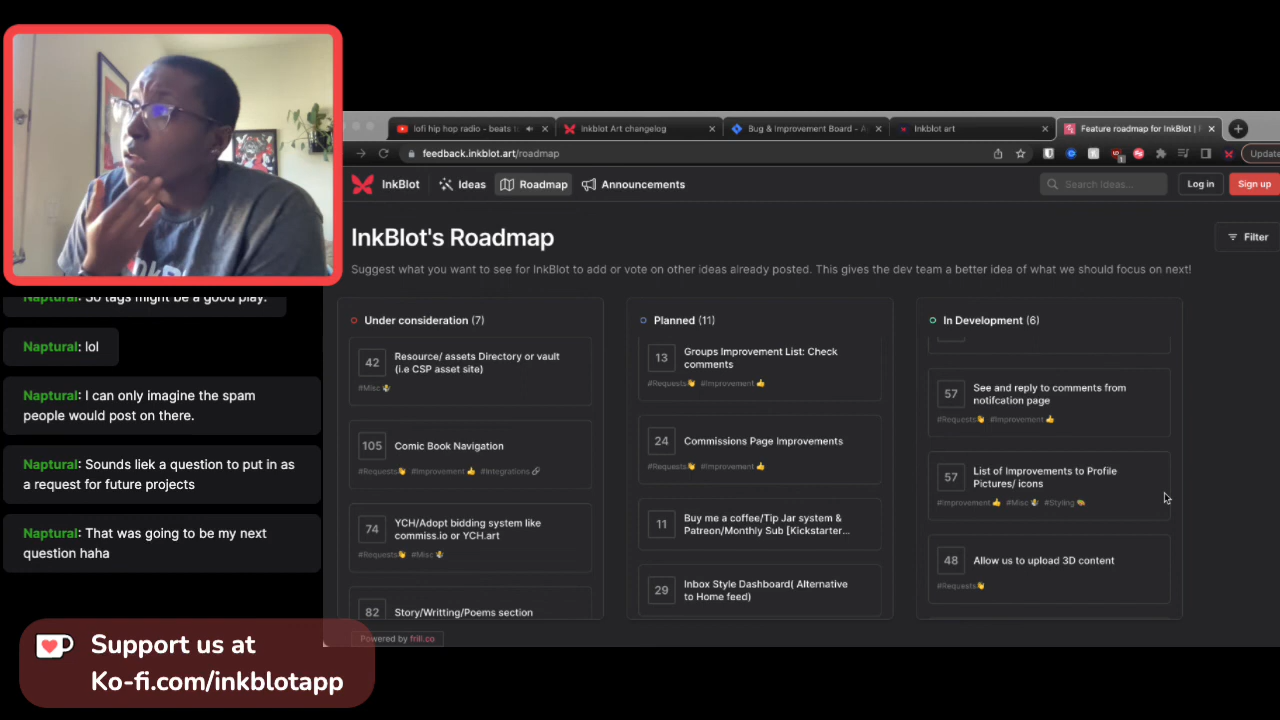 Naptural: So tags might be a good play.
Naptural: lol
Naptural: I can only imagine the spam
people would post on there.
Naptural: Sounds liek a question to put in as
a request for future projects
Naptural: That was going to be my next
question haha
Support us at
Ko-fi.com/inkblotapp
lofi hip hop radio - beats t
Inkblot Art changelog
Bug & Improvement Board - A
Inkblot art
Feature roadmap for InkBlot |
feedback.inkblot.art/roadmap
Update
InkBlot
Ideas
Roadmap
Announcements
Search Ideas...
Log in
Sign up
InkBlot's Roadmap
Filter
Suggest what you want to see for InkBlot to add or vote on other ideas already posted. This gives the dev team a better idea of what we should focus on next!
Under consideration (7)
42
Resource/ assets Directory or vault
(i.e CSP asset site)
#Misc
105
Comic Book Navigation
#Requests👏 #Improvement 👍 #Integrations 🔗
74
YCH/Adopt bidding system like
commiss.io or YCH.art
#Requests👏 #Misc
82
Story/Writting/Poems section
Planned (11)
13
Groups Improvement List: Check
comments
#Requests👏 #Improvement 👍
24
Commissions Page Improvements
#Requests👏 #Improvement 👍
11
Buy me a coffee/Tip Jar system &
Patreon/Monthly Sub [Kickstarter...
29
Inbox Style Dashboard( Alternative
to Home feed)
In Development (6)
57
See and reply to comments from
notifcation page
#Requests👏 #Improvement 👍
57
List of Improvements to Profile
Pictures/ icons
#Improvement 👍 #Misc #Styling
48
Allow us to upload 3D content
#Requests👏
Powered by frill.co